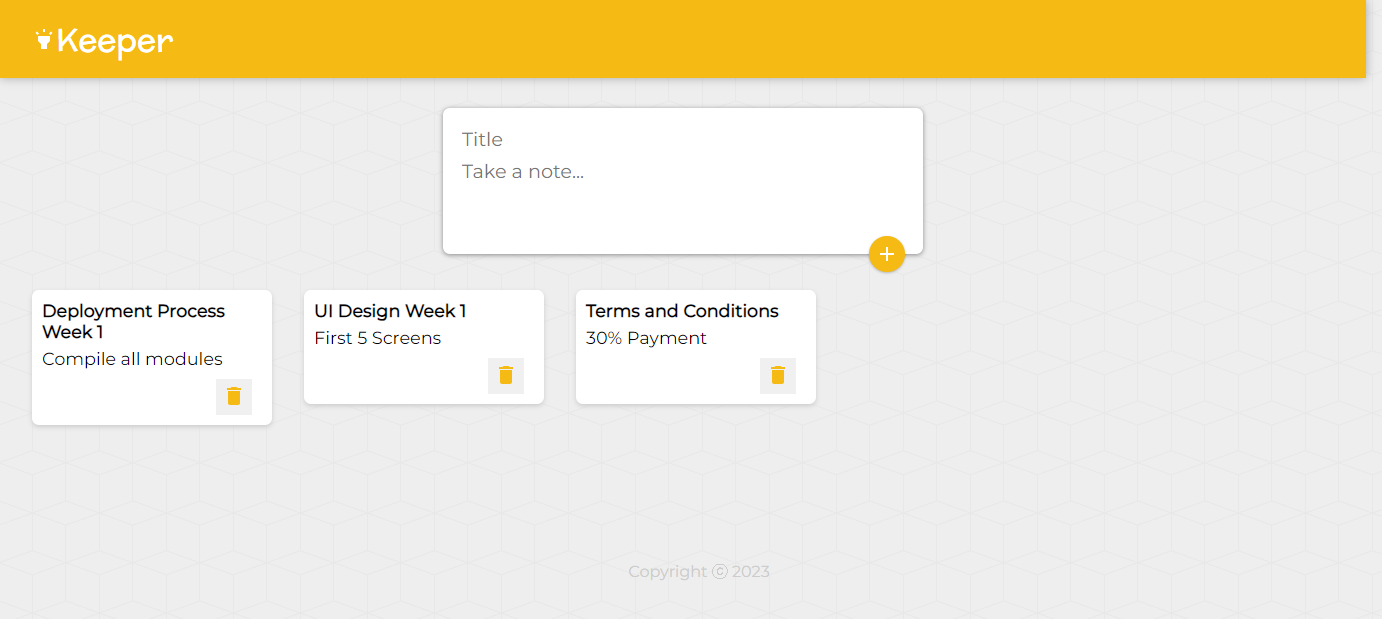 Keeper
Title
Take a note...
Deployment Process
Week 1
Compile all modules
UI Design Week 1
First 5 Screens
Terms and Conditions
30% Payment
Copyright ⓒ 2023